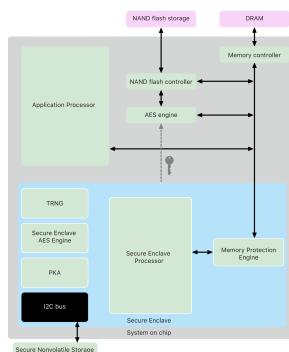 NAND flash storage
DRAM
Memory controller
NAND flash controller
Application Processor
AES engine
TRNG
Secure Enclave
AES Engine
Secure Enclave
Processor
Memory Protection
Engine
PKA
I2C bus
Secure Enclave
System on chip
Secure Nonvolatile Storage